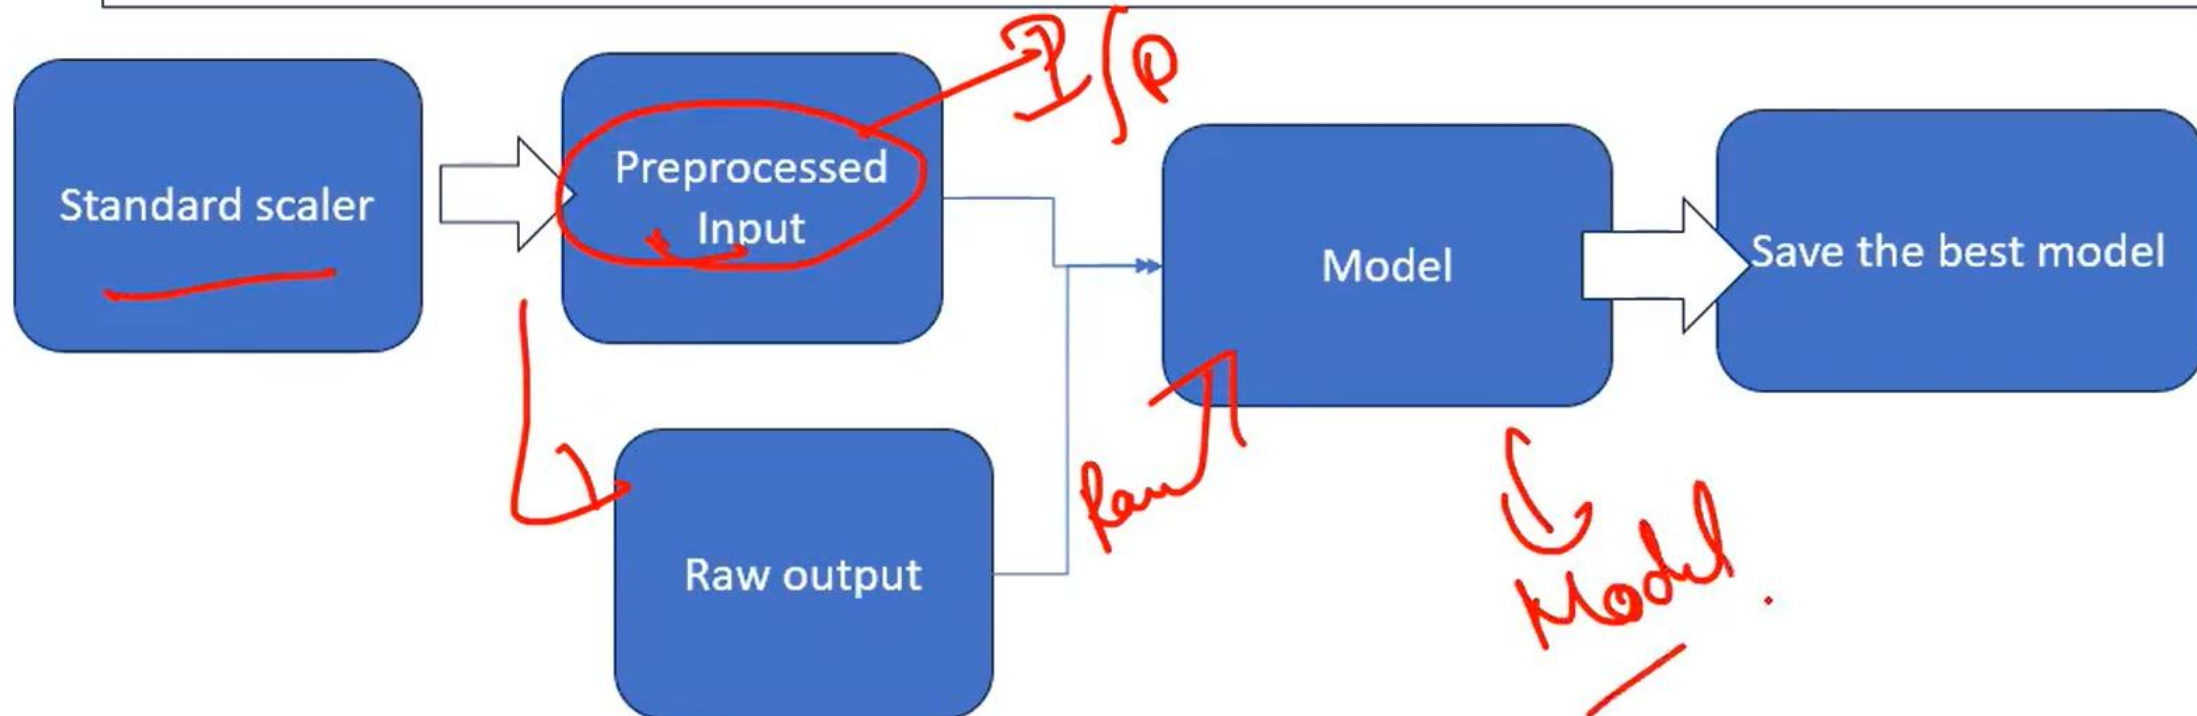 Standard scaler
Preprocessed
Input
I/P
Model
Save the best model
Raw output
Raw
Model.